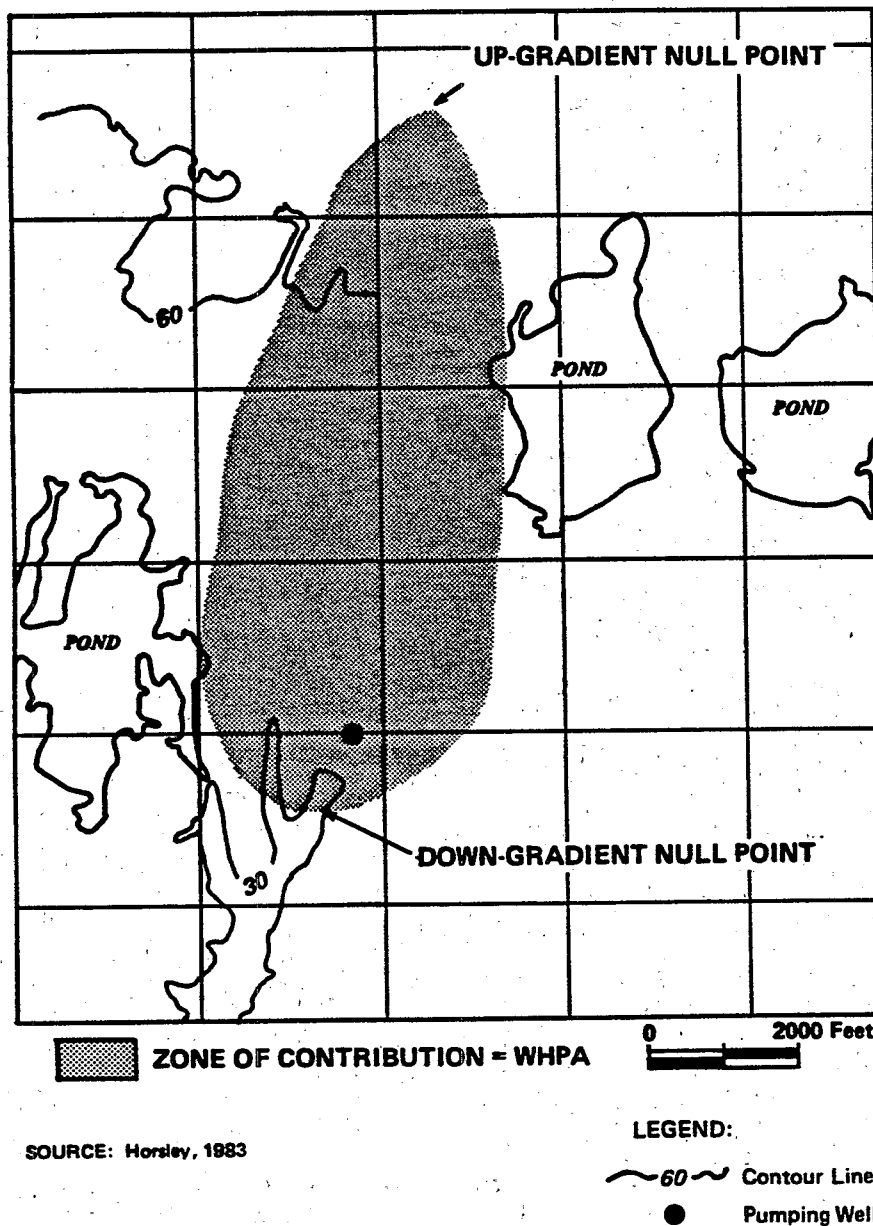 UP-GRADIENT NULL POINT
60
POND
POND
POND
DOWN-GRADIENT NULL POINT
30
0 2000 Feet
ZONE OF CONTRIBUTION = WHPA
LEGEND:
SOURCE: Horsley, 1983
60 Contour Line
Pumping Well